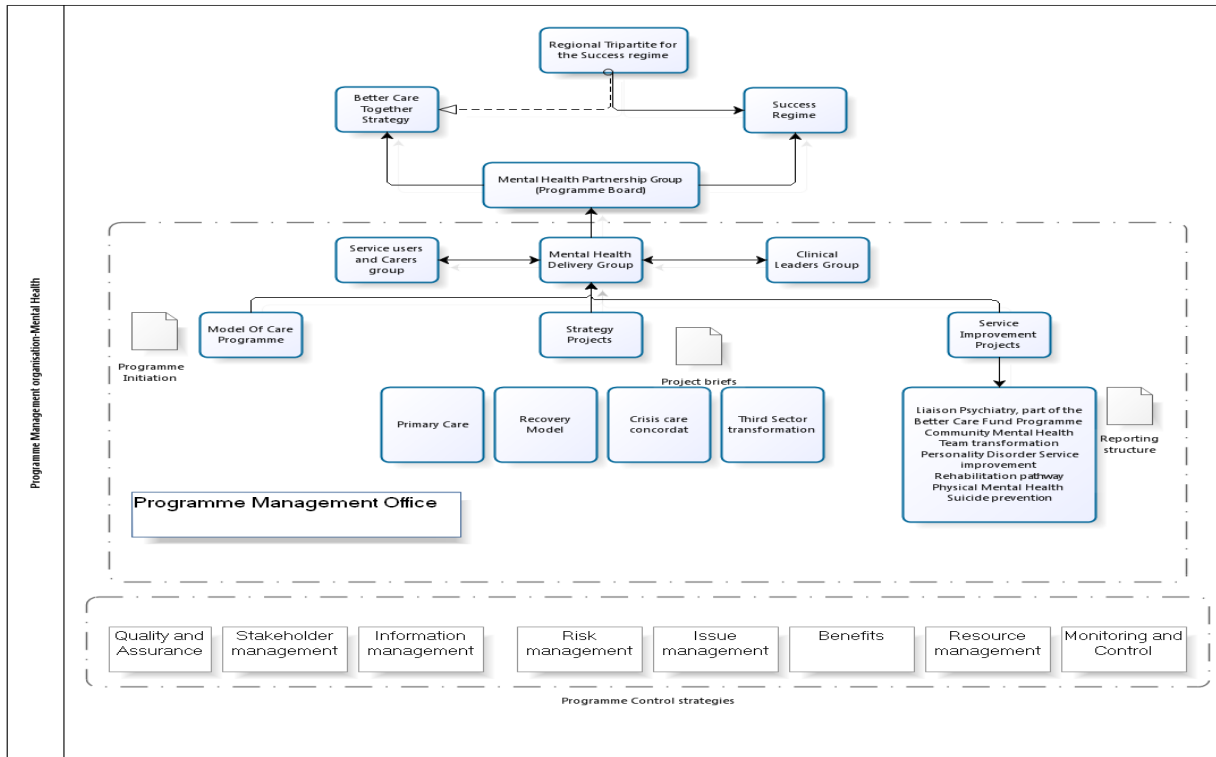 Programme Management organisation-Mental Health
Regional Tripartite for
the Success regime
Better Care
Together
Strategy
Success
Regime
Mental Health Partnership Group
(Programme Board)
Service users
and Carers
group
Mental Health
Delivery Group
Clinical
Leaders Group
Model Of Care
Programme
Strategy
Projects
Service
Improvement
Projects
Programme
Initiation
Project briefs
Primary Care
Recovery
Model
Crisis care
concordat
Third Sector
transformation
Liaison Psychiatry, part of the
Better Care Fund Programme
Community Mental Health
Team transformation
Personality Disorder Service
improvement
Rehabilitation pathway
Physical Mental Health
Suicide prevention
Reporting
structure
Programme Management Office
Quality and
Assurance
Stakeholder
management
Information
management
Risk
management
Issue
management
Benefits
Resource
management
Monitoring and
Control
Programme Control strategies